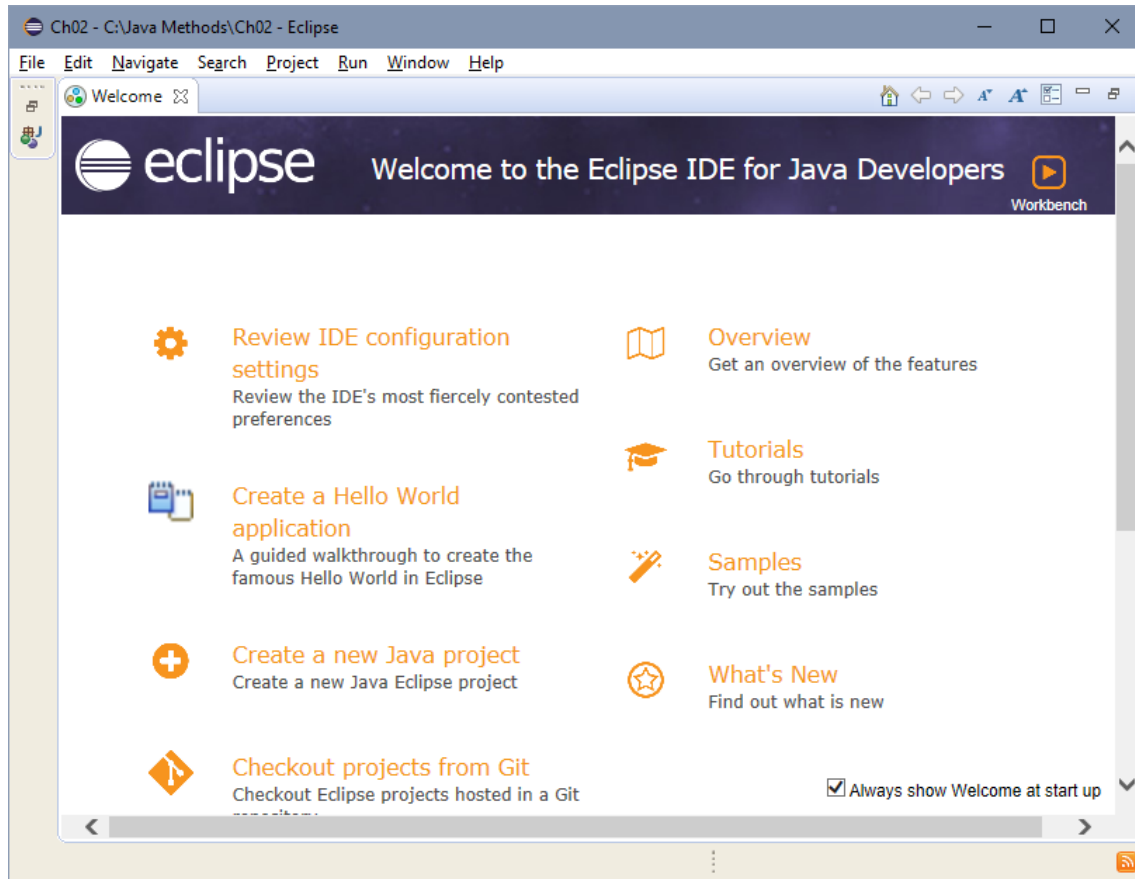 Ch02 - C:\Java Methods\Ch02 - Eclipse
File Edit Navigate Search Project Run Window Help
Welcome
eclipse
Welcome to the Eclipse IDE for Java Developers
Workbench
Review IDE configuration
settings
Review the IDE's most fiercely contested
preferences
Create a Hello World
application
A guided walkthrough to create the
famous Hello World in Eclipse
Create a new Java project
Create a new Java Eclipse project
Checkout projects from Git
Checkout Eclipse projects hosted in a Git
repository
Overview
Get an overview of the features
Tutorials
Go through tutorials
Samples
Try out the samples
What's New
Find out what is new
Always show Welcome at start up